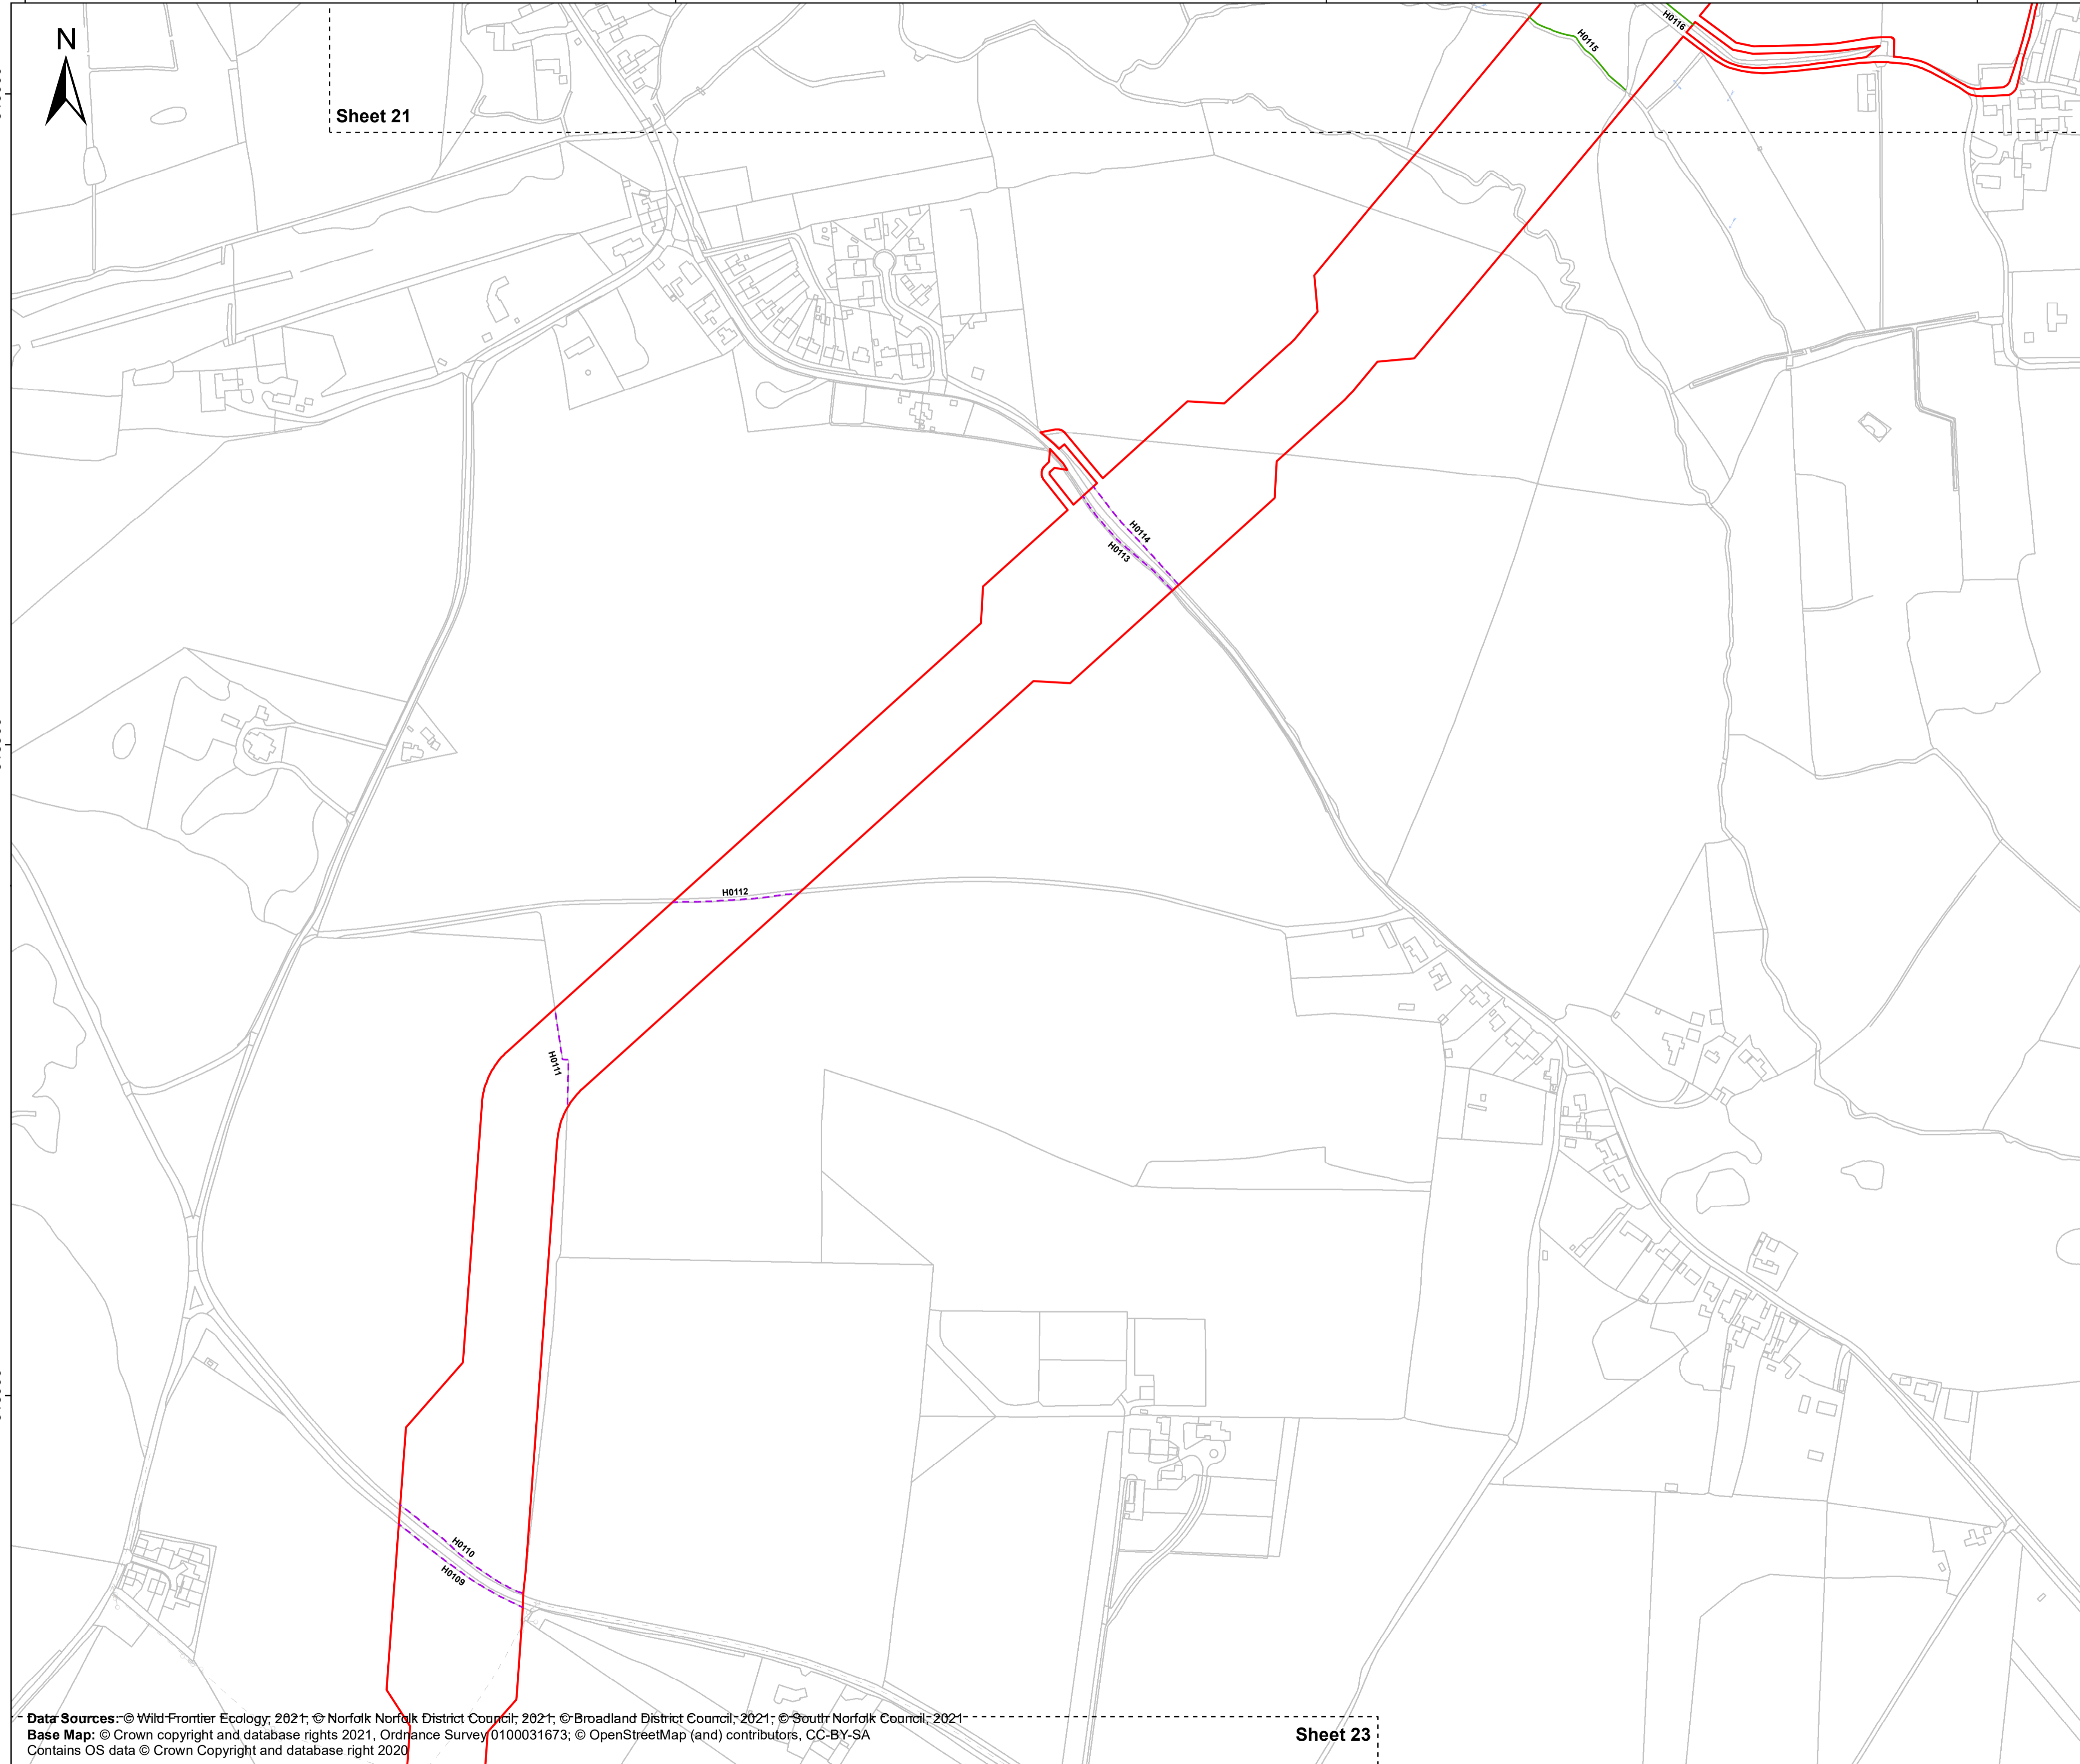 N
H0115
H0116
Sheet 21
H0114
H0113
H0112
H0111
H0110
H0109
Data Sources: © Wild Frontier Ecology, 2021; © Norfolk Norfolk District Council, 2021; © Broadland District Council, 2021; © South Norfolk Council, 2021
Base Map: © Crown copyright and database rights 2021, Ordnance Survey 0100031673; © OpenStreetMap (and) contributors, CC-BY-SA
Contains OS data © Crown Copyright and database right 2020
Sheet 23